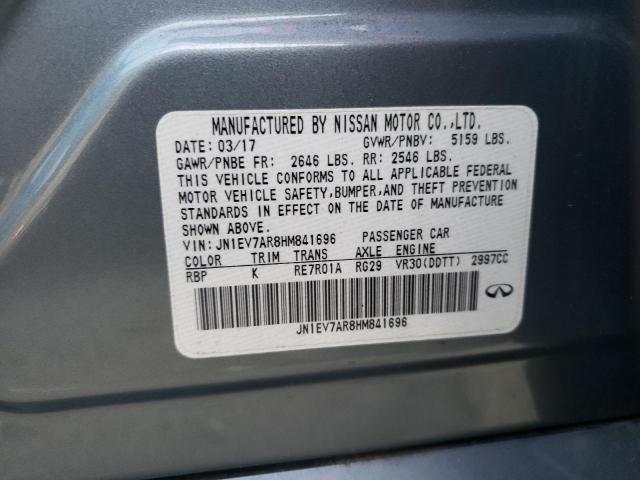 MANUFACTURED BY NISSAN MOTOR CO.,LTD.
DATE: 03/17 GVWR/PNBV: 5159 LBS.
GAWR/PNBE FR: 2646 LBS. RR: 2546 LBS.
THIS VEHICLE CONFORMS TO ALL APPLICABLE FEDERAL
MOTOR VEHICLE SAFETY,BUMPER,AND THEFT PREVENTION
STANDARDS IN EFFECT ON THE DATE OF MANUFACTURE
SHOWN ABOVE.
VIN: JN1EV7AR8HM841696 PASSENGER CAR
COLOR TRIM TRANS AXLE ENGINE
RBP K RE7R01A RG29 VR30(DDTT) 2997CC
JN1EV7AR8HM841696